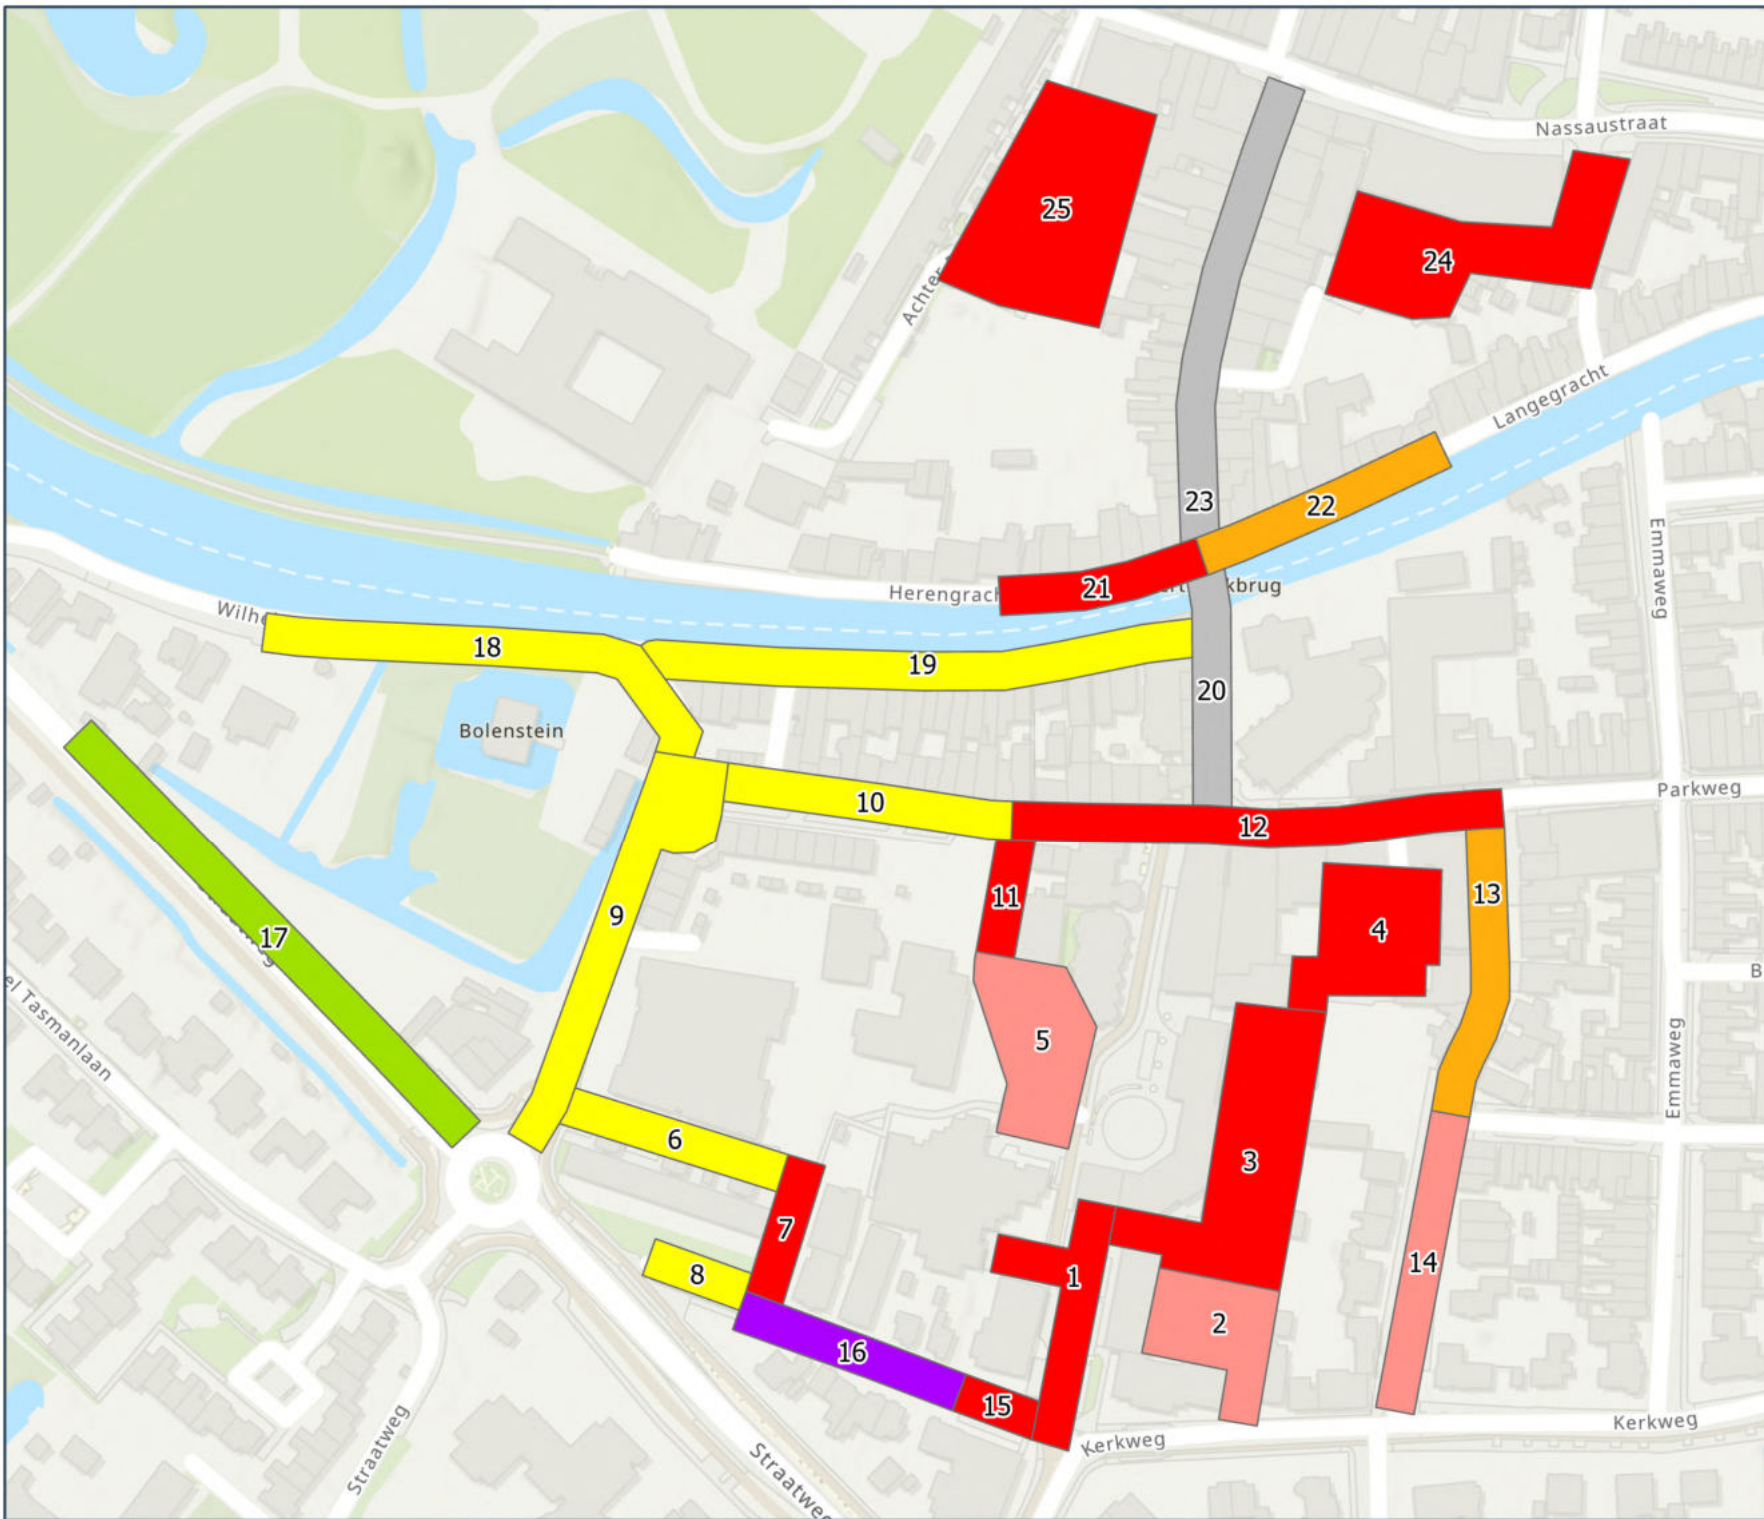 Nassaustraat
25
24
Achter
Langegracht
23
22
Emmaweg
21
Herengrach
kbrug
Wilhe
18
19
20
Bolenstein
Parkweg
10
12
11
13
9
4
17
el Tasmanlaan
5
Emmaweg
6
3
7
14
8
1
2
16
15
Straatweg
Kerkweg
Kerkweg
Straatweg